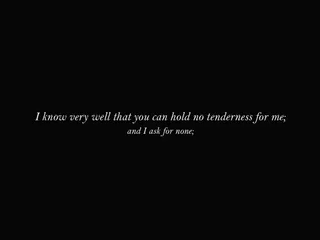 I know very well that you can hold no tenderness for me;
and I ask for none;